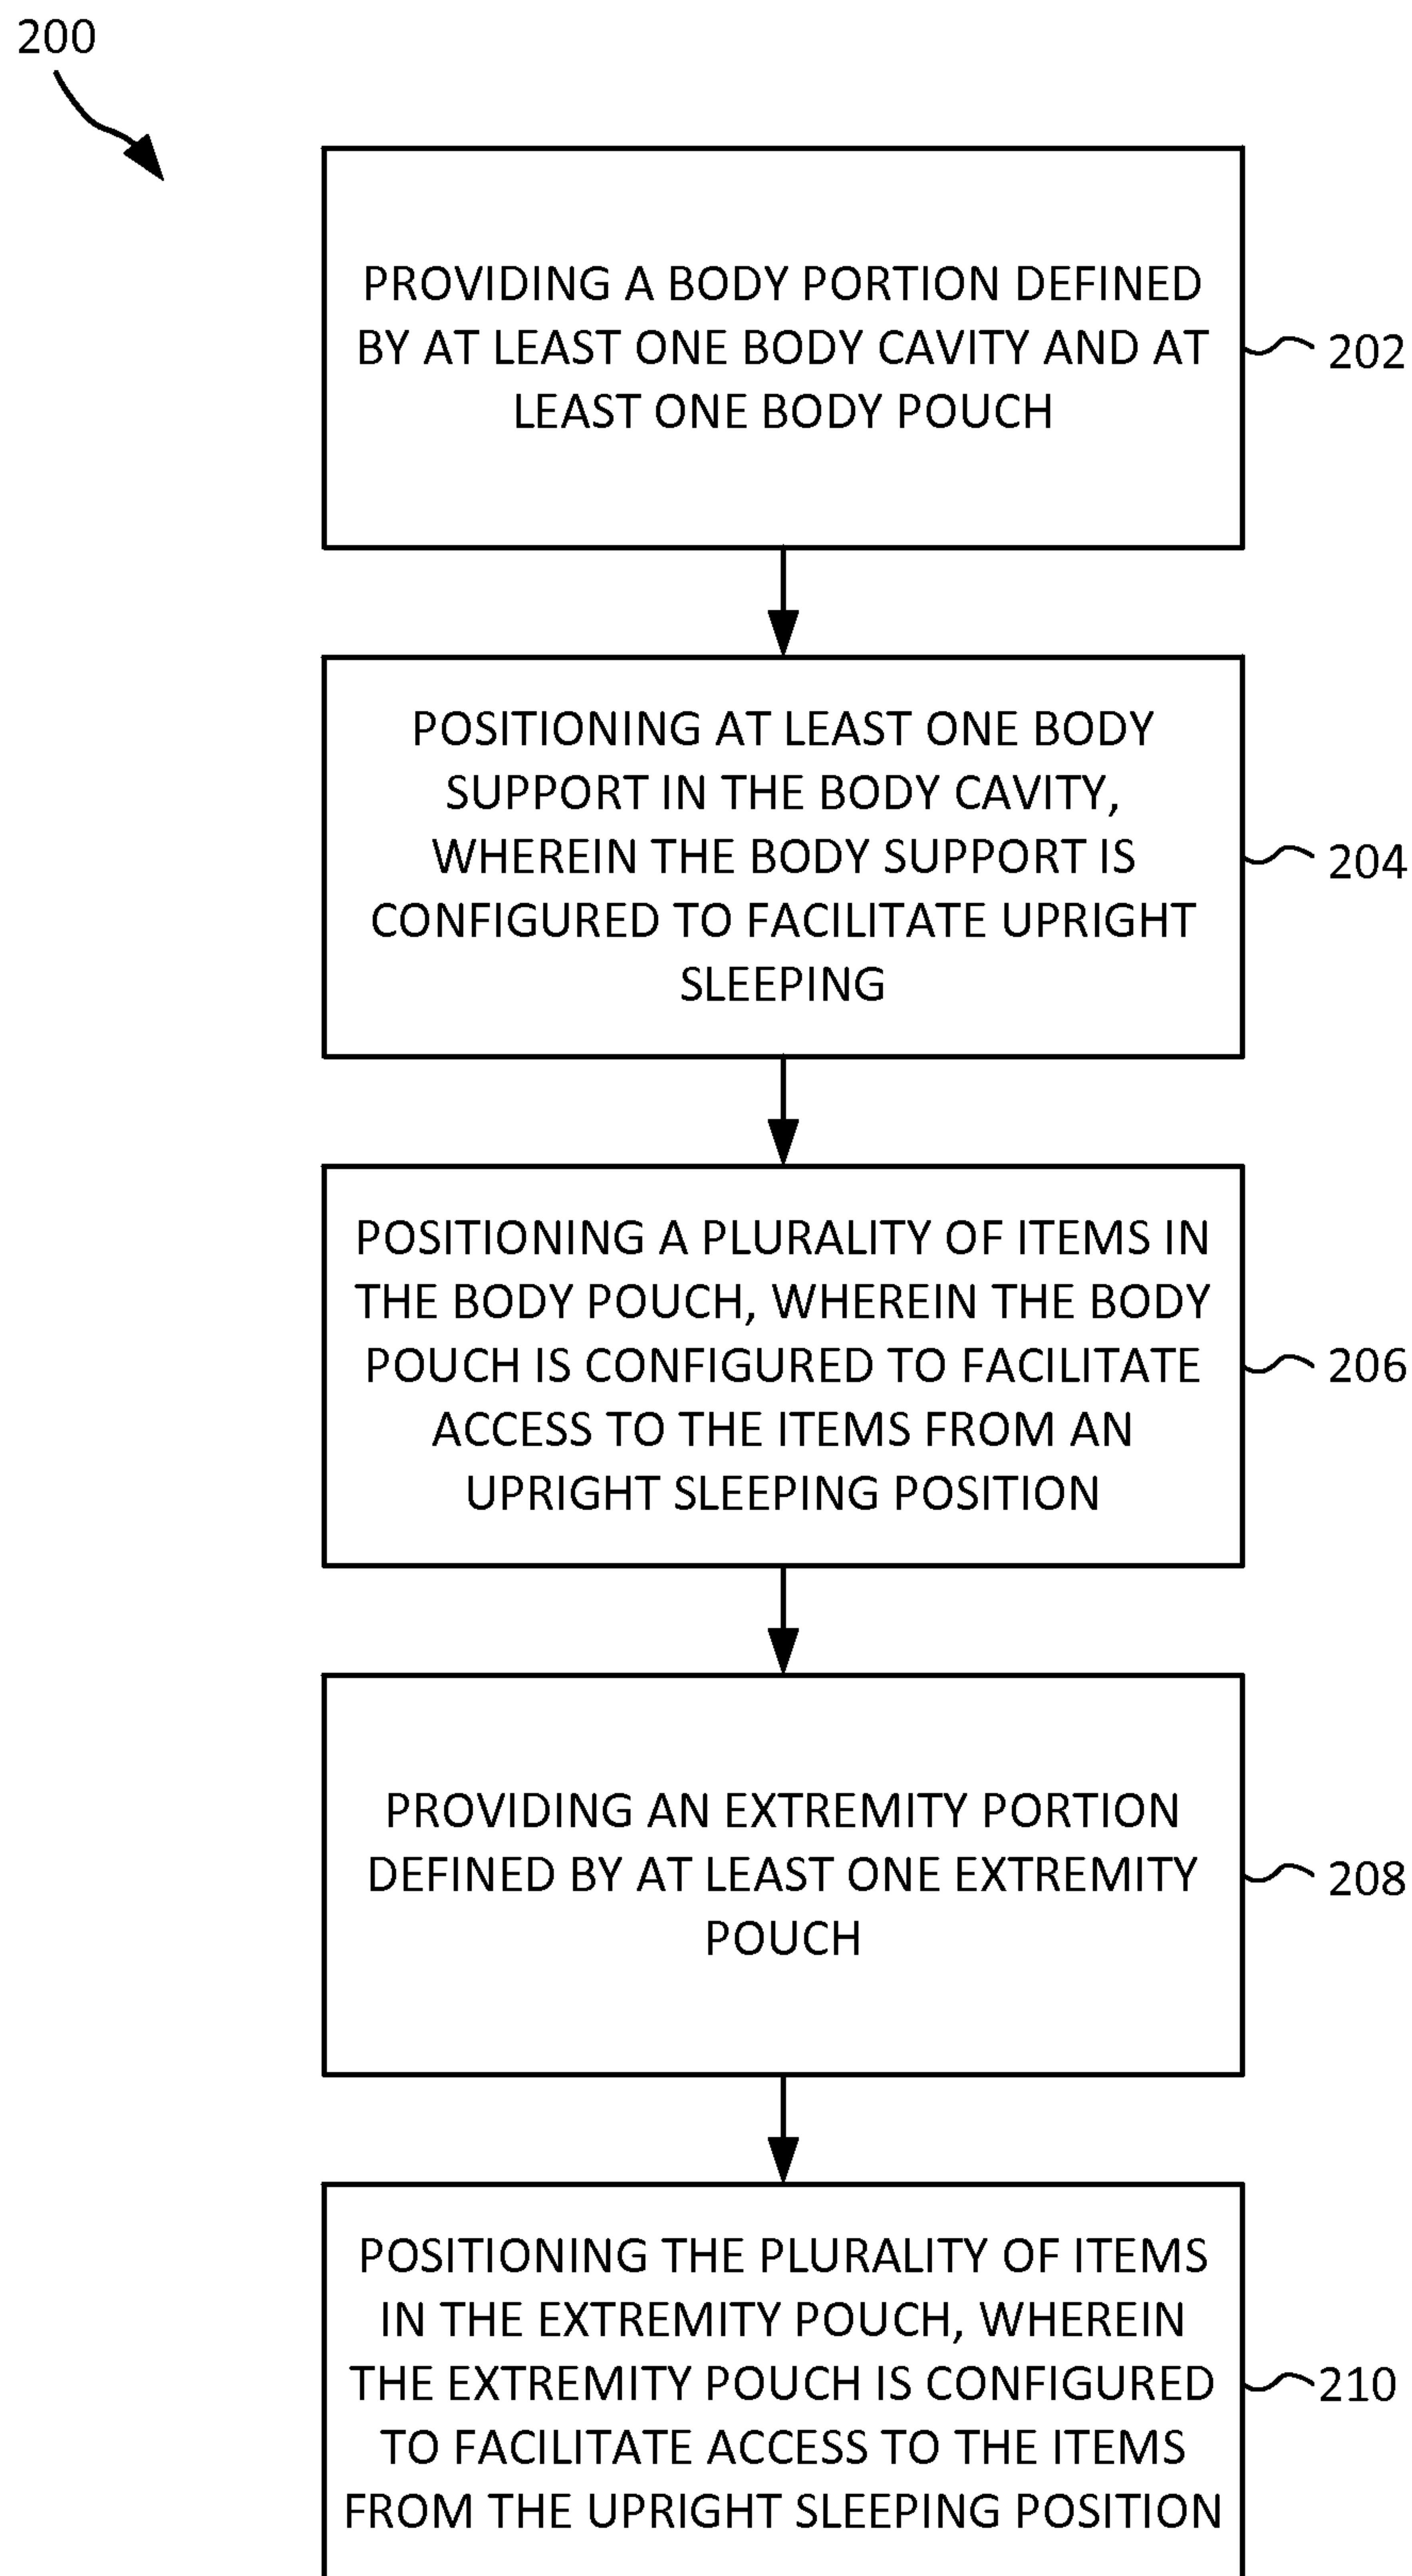 200
PROVIDING A BODY PORTION DEFINED
BY AT LEAST ONE BODY CAVITY AND AT
LEAST ONE BODY POUCH
202
POSITIONING AT LEAST ONE BODY
SUPPORT IN THE BODY CAVITY,
WHEREIN THE BODY SUPPORT IS
CONFIGURED TO FACILITATE UPRIGHT
SLEEPING
204
POSITIONING A PLURALITY OF ITEMS IN
THE BODY POUCH, WHEREIN THE BODY
POUCH IS CONFIGURED TO FACILITATE
ACCESS TO THE ITEMS FROM AN
UPRIGHT SLEEPING POSITION
206
PROVIDING AN EXTREMITY PORTION
DEFINED BY AT LEAST ONE EXTREMITY
POUCH
208
POSITIONING THE PLURALITY OF ITEMS
IN THE EXTREMITY POUCH, WHEREIN
THE EXTREMITY POUCH IS CONFIGURED
TO FACILITATE ACCESS TO THE ITEMS
FROM THE UPRIGHT SLEEPING POSITION
210